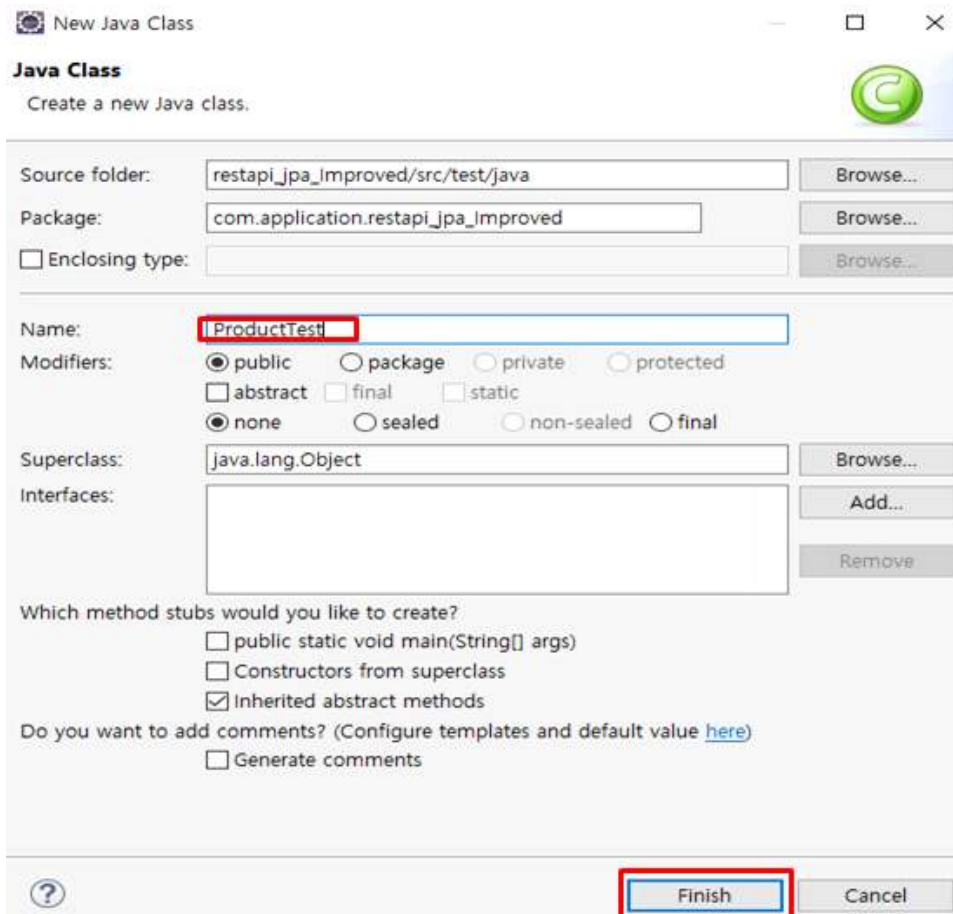 New Java Class
Java Class
Create a new Java class.
Source folder: restapi_jpa_Improved/src/test/java Browse...
Package: com.application.restapi_jpa_Improved Browse...
Enclosing type: Browse...
Name: ProductTest
Modifiers: public package private protected
abstract final static
none sealed non-sealed final
Superclass: java.lang.Object Browse...
Interfaces: Add...
Remove
Which method stubs would you like to create?
public static void main(String[] args)
Constructors from superclass
Inherited abstract methods
Do you want to add comments? (Configure templates and default value here)
Generate comments
? Finish Cancel